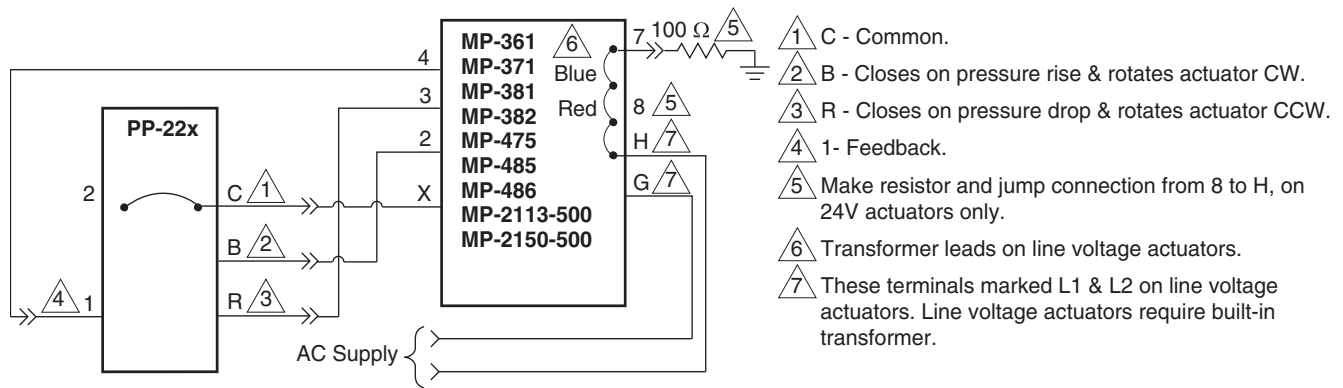 PP-22x
2
1
4
C
1
B
2
R
3
4
3
2
X
MP-361
MP-371
MP-381
MP-382
MP-475
MP-485
MP-486
MP-2113-500
MP-2150-500
6
Blue
Red
7 100 Ω 5
8 5
H 7
G 7
AC Supply
1 C - Common.
2 B - Closes on pressure rise & rotates actuator CW.
3 R - Closes on pressure drop & rotates actuator CCW.
4 1- Feedback.
5 Make resistor and jump connection from 8 to H, on
24V actuators only.
6 Transformer leads on line voltage actuators.
7 These terminals marked L1 & L2 on line voltage
actuators. Line voltage actuators require built-in
transformer.